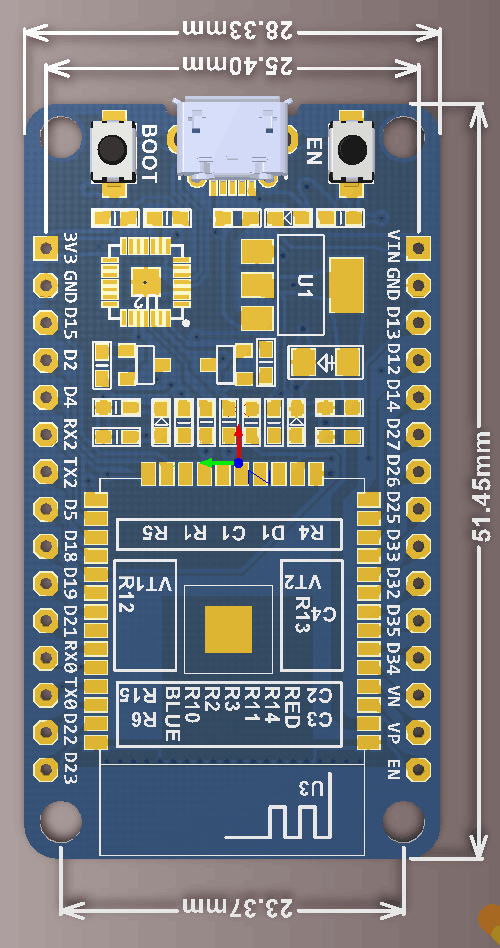 28.33mm
25.40mm
BOOT
EN
3V3
GND
D15
D2
D4
RX2
TX2
D5
D18
D19
D21
RX0
TX0
D22
D23
VIN
GND
D13
D12
D14
D27
D26
D25
D33
D32
D35
D34
VN
VP
EN
U1
51.45mm
R5 R1 C1 D1 R4
VT1
R12
VT2
R13
C4
R15
R6
BLUE
R10
R2
R3
R11
R14
RED
C2
C3
U3
23.37mm